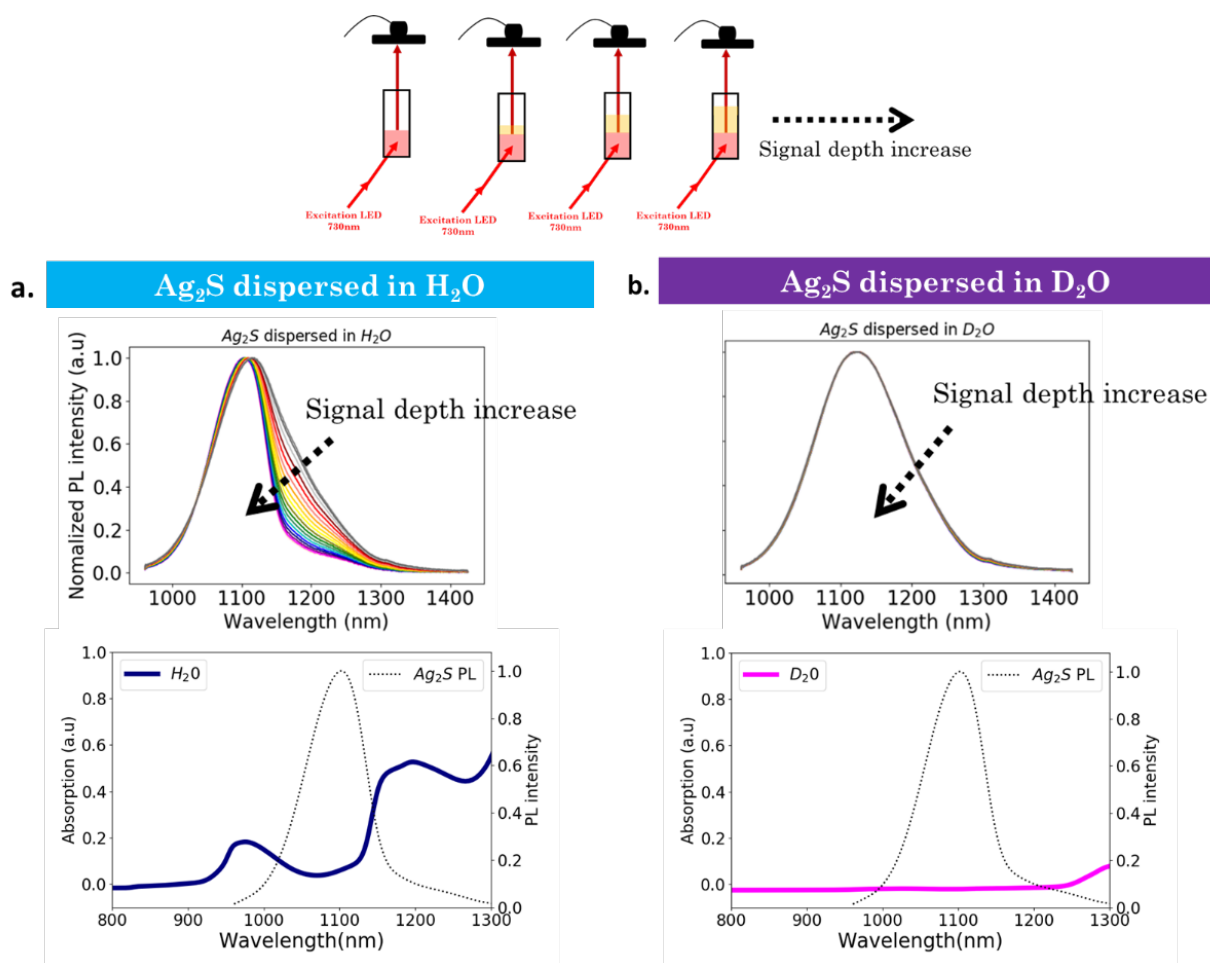 Signal depth increase
Excitation LED
730nm
Excitation LED
730nm
Excitation LED
730nm
Excitation LED
730nm
a.
Ag₂S dispersed in H₂O
b.
Ag₂S dispersed in D₂O
Ag₂S dispersed in H₂O
Nomalized PL intensity (a.u)
1.0
0.8
0.6
0.4
0.2
0.0
Signal depth increase
1000 1100 1200 1300 1400
Wavelength (nm)
Ag₂S dispersed in D₂O
Signal depth increase
1000 1100 1200 1300 1400
Wavelength (nm)
H₂0
Ag₂S PL
Absorption (a.u)
1.0
0.8
0.6
0.4
0.2
0.0
PL intensity
1.0
0.8
0.6
0.4
0.2
0.0
800 900 1000 1100 1200 1300
Wavelength(nm)
D₂0
Ag₂S PL
Absorption (a.u)
1.0
0.8
0.6
0.4
0.2
0.0
PL intensity
1.0
0.8
0.6
0.4
0.2
0.0
800 900 1000 1100 1200 1300
Wavelength(nm)